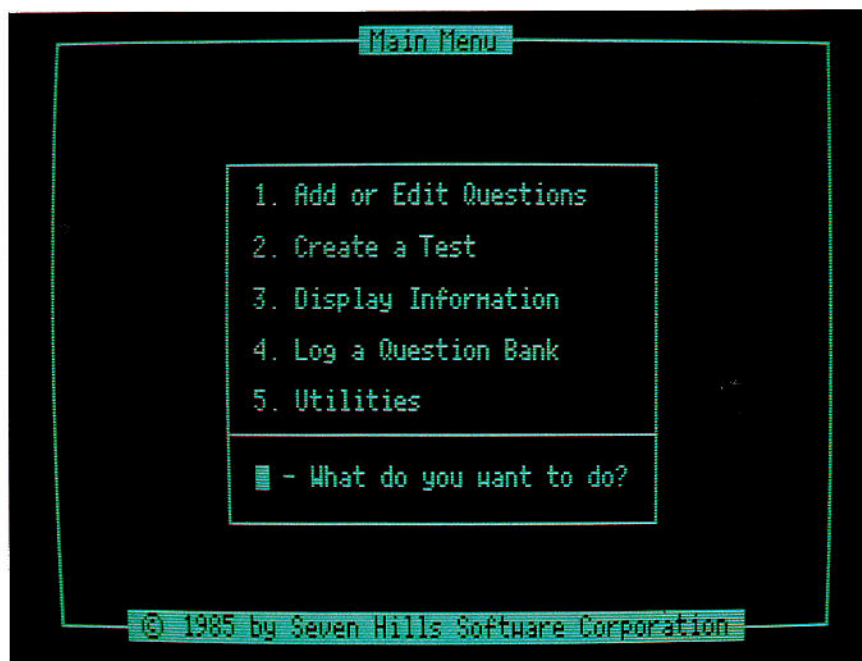 Main Menu
1. Add or Edit Questions
2. Create a Test
3. Display Information
4. Log a Question Bank
5. Utilities
- What do you want to do?
© 1985 by Seven Hills Software Corporation